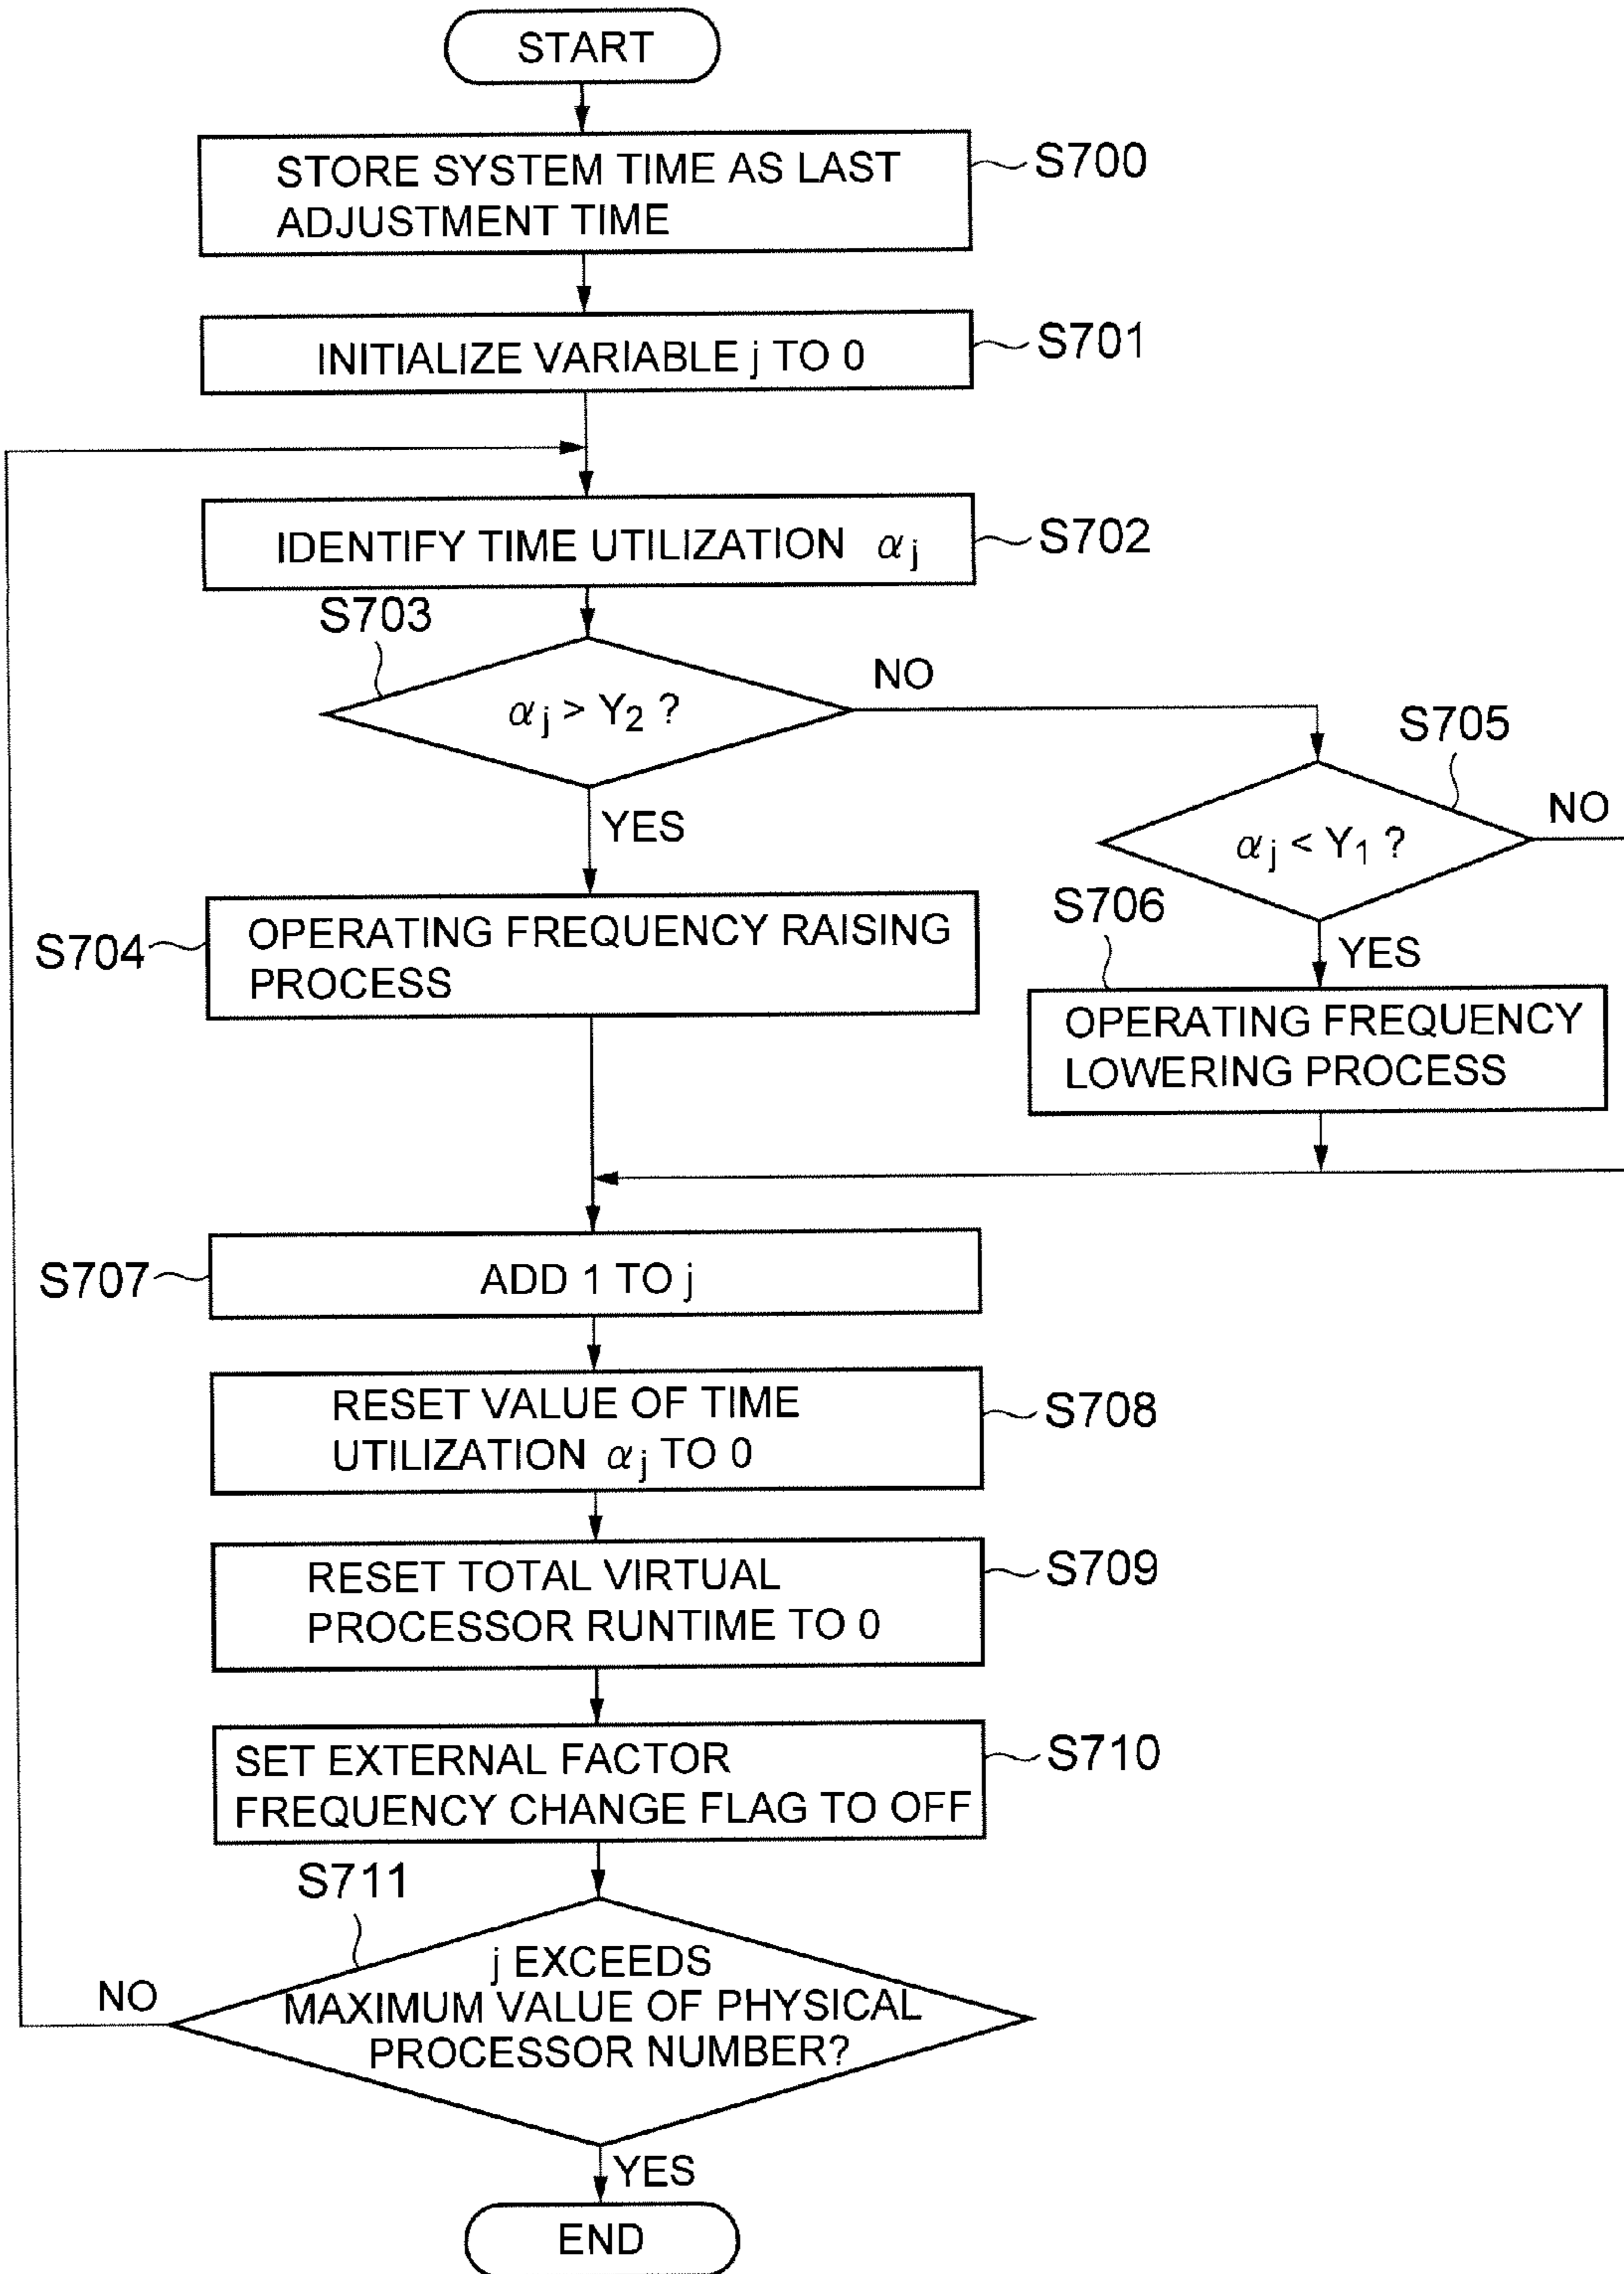 START
STORE SYSTEM TIME AS LAST
ADJUSTMENT TIME
S700
INITIALIZE VARIABLE j TO 0
S701
IDENTIFY TIME UTILIZATION αj
S702
S703
αj > Y2 ?
NO
YES
S705
αj < Y1 ?
NO
YES
S704
OPERATING FREQUENCY RAISING
PROCESS
S706
OPERATING FREQUENCY
LOWERING PROCESS
S707
ADD 1 TO j
RESET VALUE OF TIME
UTILIZATION αj TO 0
S708
RESET TOTAL VIRTUAL
PROCESSOR RUNTIME TO 0
S709
SET EXTERNAL FACTOR
FREQUENCY CHANGE FLAG TO OFF
S710
S711
j EXCEEDS
MAXIMUM VALUE OF PHYSICAL
PROCESSOR NUMBER?
NO
YES
END